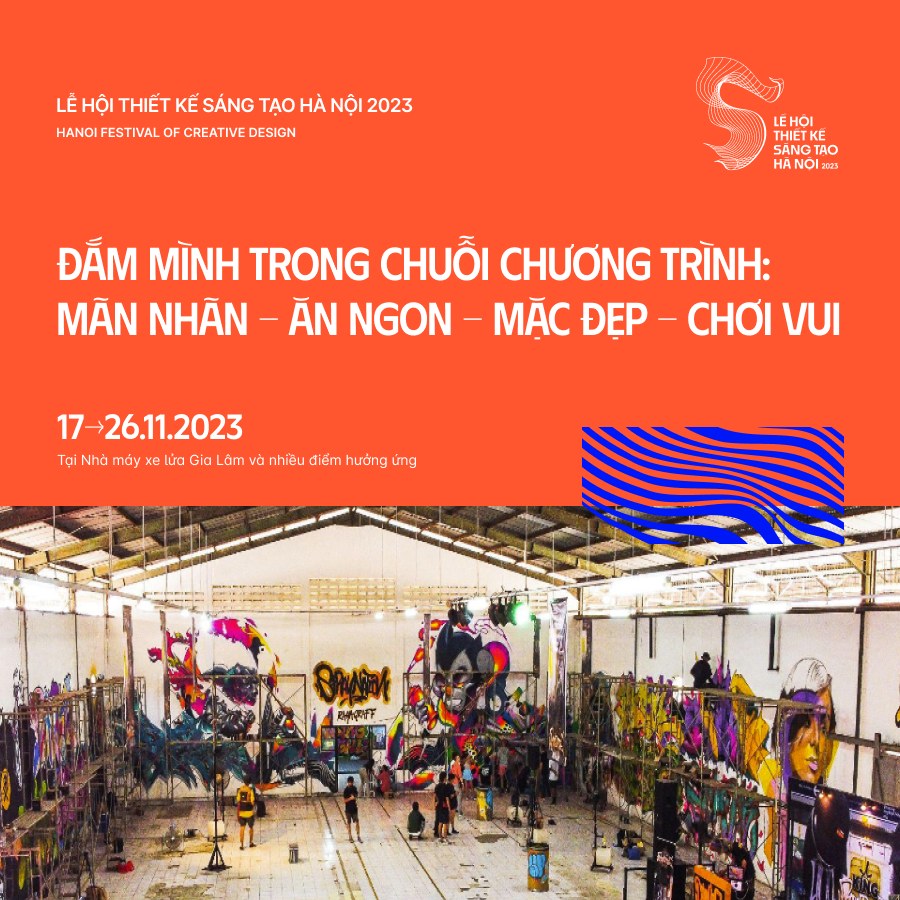 LỄ HỘI THIẾT KẾ SÁNG TẠO HÀ NỘI 2023
HANOI FESTIVAL OF CREATIVE DESIGN
LỄ HỘI
THIẾT KẾ
SÁNG TẠO
HÀ NỘI 2023
ĐẮM MÌNH TRONG CHUỖI CHƯƠNG TRÌNH:
MÃN NHÃN – ĂN NGON – MẶC ĐẸP – CHƠI VUI
17→26.11.2023
Tại Nhà máy xe lửa Gia Lâm và nhiều điểm hưởng ứng